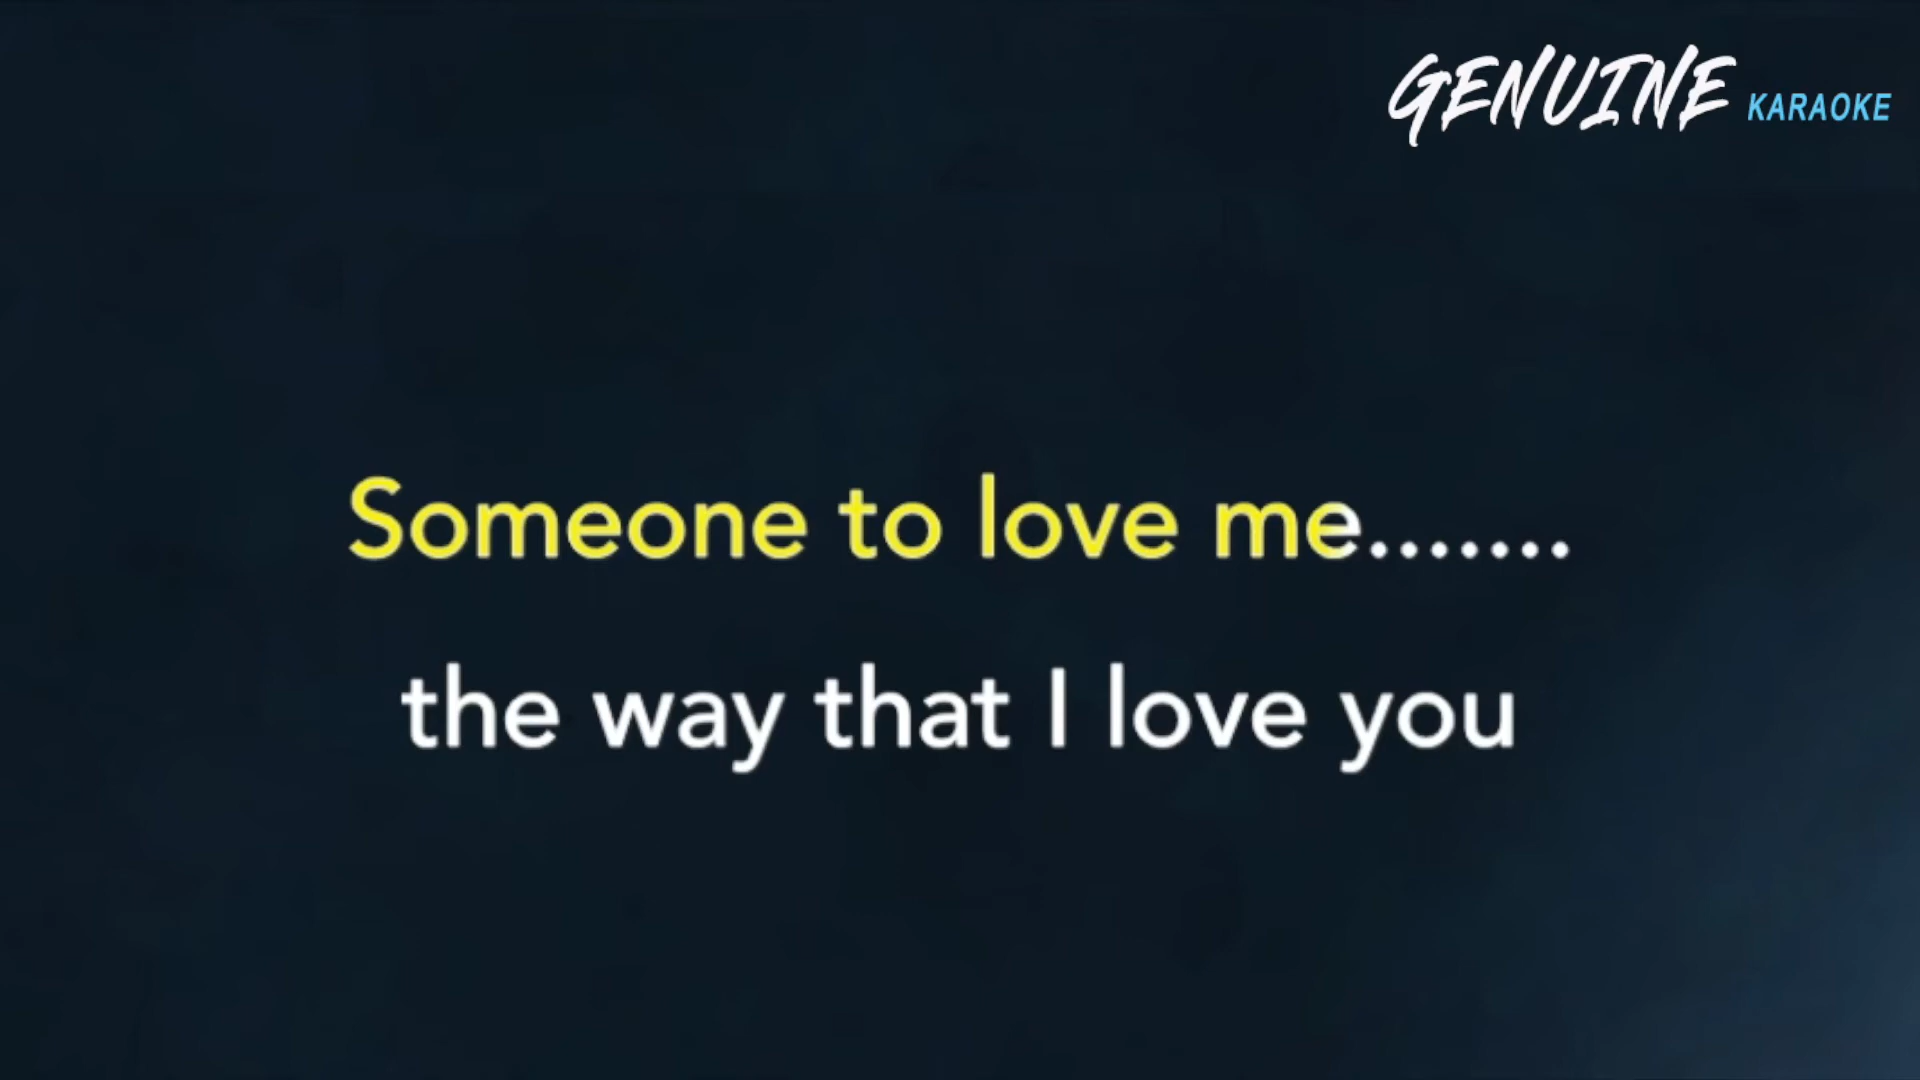 GENUINE KARAOKE
Someone to love me.......
the way that I love you